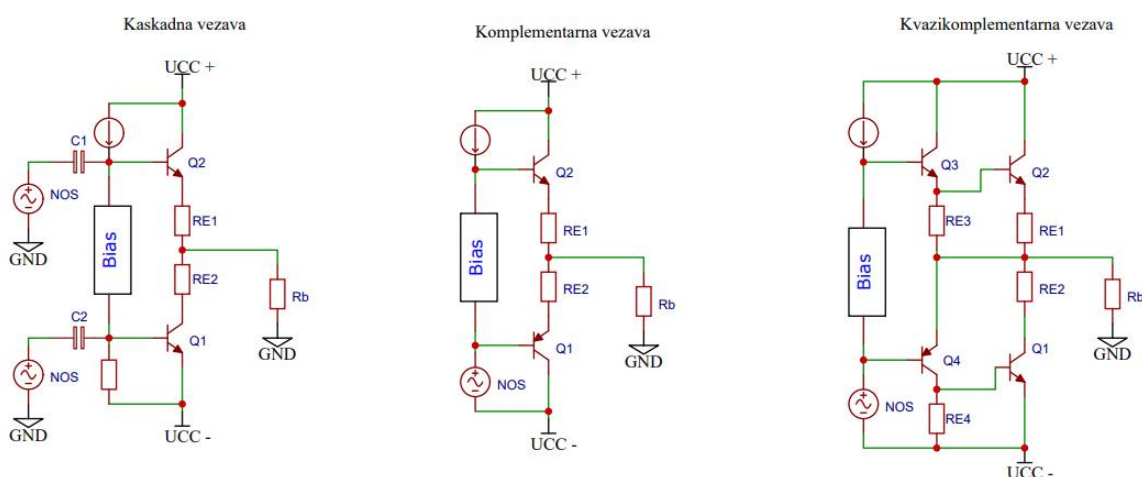 Kaskadna vezava
UCC +
C1
Q2
NOS
GND
RE1
Bias
RE2
Rb
GND
C2
Q1
NOS
GND
UCC -
Komplementarna vezava
UCC +
Q2
RE1
Bias
RE2
Rb
GND
Q1
NOS
UCC -
Kvazikomplementarna vezava
UCC +
Q3
Q2
RE3
RE1
Bias
RE2
Rb
GND
Q4
Q1
NOS
RE4
UCC -